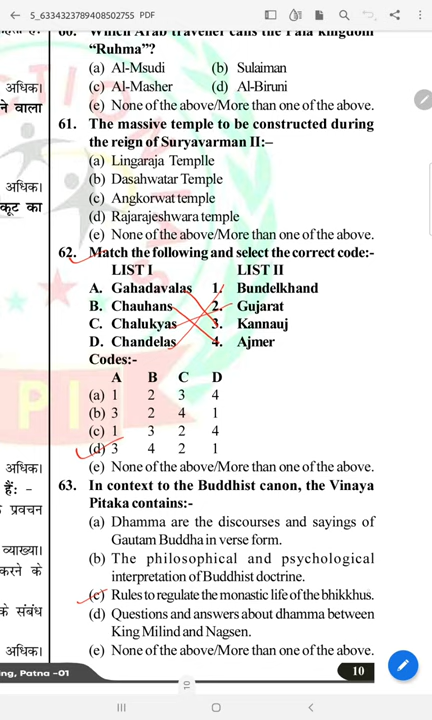 5_6334323789408502755 PDF
60. Which Arab traveller calls the Pala kingdom
“Ruhma”?
(a) Al-Msudi (b) Sulaiman
(c) Al-Masher (d) Al-Biruni
(e) None of the above/More than one of the above.
61. The massive temple to be constructed during
the reign of Suryavarman II:–
(a) Lingaraja Templle
(b) Dasahwatar Temple
(c) Angkorwat temple
(d) Rajarajeshwara temple
(e) None of the above/More than one of the above.
62. Match the following and select the correct code:-
LIST I LIST II
A. Gahadavalas 1. Bundelkhand
B. Chauhans 2. Gujarat
C. Chalukyas 3. Kannauj
D. Chandelas 4. Ajmer
Codes:-
A B C D
(a) 1 2 3 4
(b) 3 2 4 1
(c) 1 3 2 4
(d) 3 4 2 1
(e) None of the above/More than one of the above.
63. In context to the Buddhist canon, the Vinaya
Pitaka contains:-
(a) Dhamma are the discourses and sayings of
Gautam Buddha in verse form.
(b) The philosophical and psychological
interpretation of Buddhist doctrine.
(c) Rules to regulate the monastic life of the bhikkhus.
(d) Questions and answers about dhamma between
King Milind and Nagsen.
(e) None of the above/More than one of the above.
अधिक।
ने वाला
अधिक।
कूट का
अधिक।
हैं: -
प्रवचन
व्याख्या।
करने के
के संबंध
अधिक।
ng, Patna -01
10
10